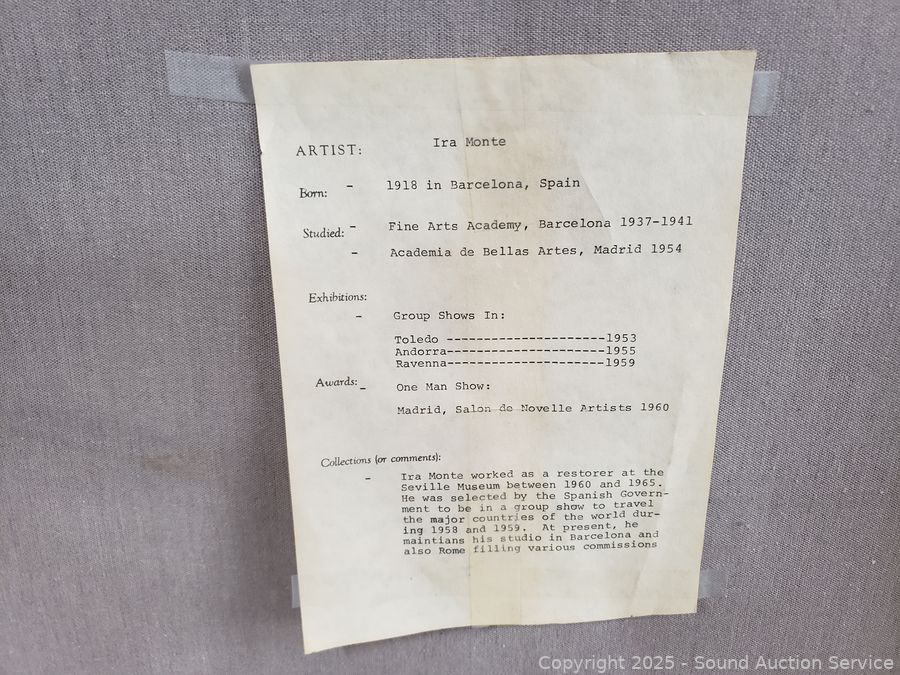 ARTIST: Ira Monte
Born: - 1918 in Barcelona, Spain
Studied: - Fine Arts Academy, Barcelona 1937-1941
- Academia de Bellas Artes, Madrid 1954
Exhibitions:
- Group Shows In:
Toledo ----------------------1953
Andorra----------------------1955
Ravenna----------------------1959
Awards: - One Man Show:
Madrid, Salon de Novelle Artists 1960
Collections (or comments):
- Ira Monte worked as a restorer at the
Seville Museum between 1960 and 1965.
He was selected by the Spanish Govern-
ment to be in a group show to travel
the major countries of the world dur-
ing 1958 and 1959. At present, he
maintians his studio in Barcelona and
also Rome filling various commissions
Copyright 2025 - Sound Auction Service